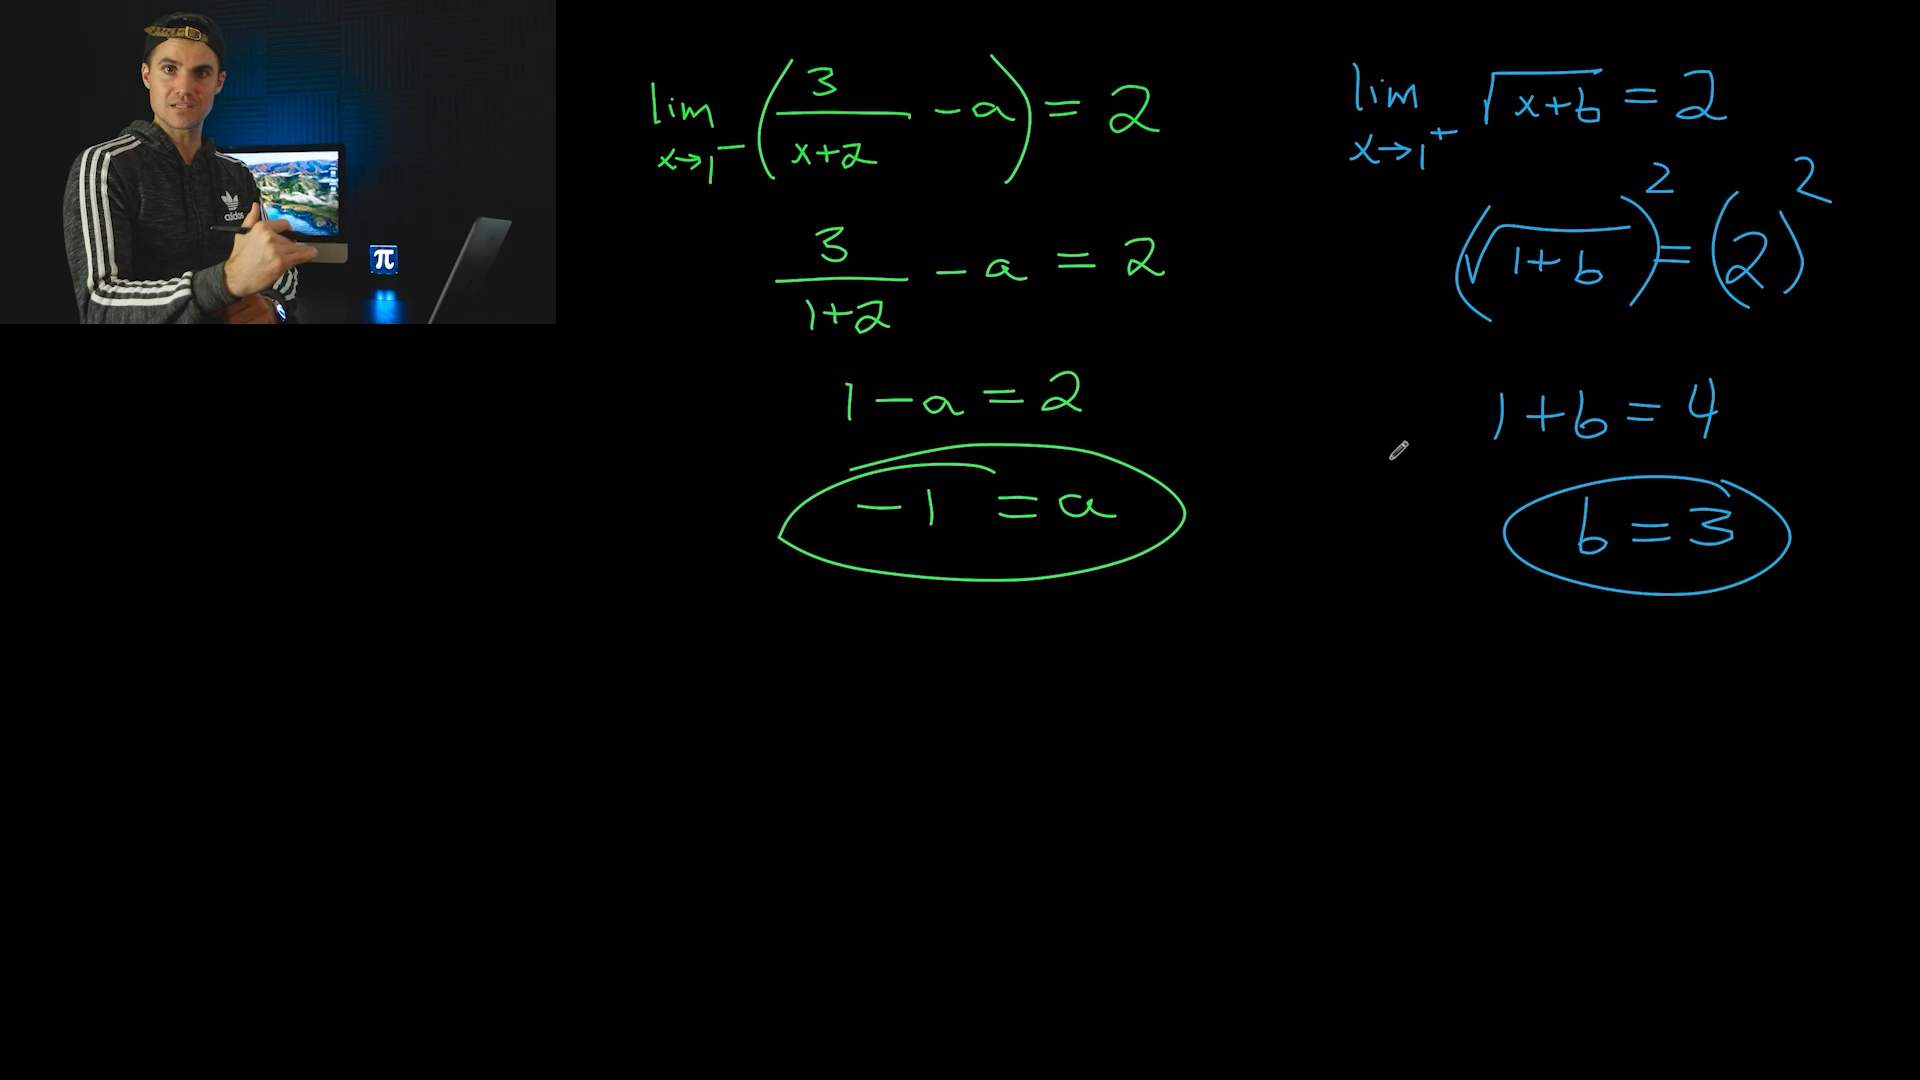 adidas
π
lim x→1⁻ (3/(x+2) - a) = 2
3/(1+2) - a = 2
1 - a = 2
-1 = a
lim x→1⁺ √(x+b) = 2
(√(1+b))² = (2)²
1 + b = 4
b = 3